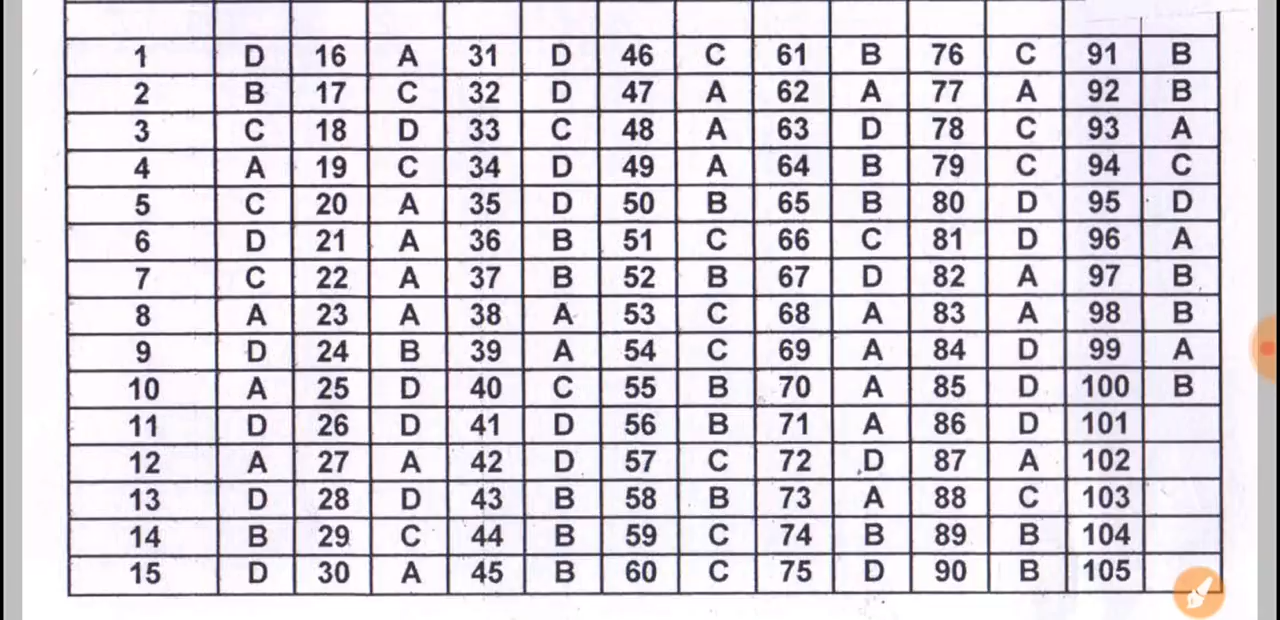 1 D 16 A 31 D 46 C 61 B 76 C 91 B
2 B 17 C 32 D 47 A 62 A 77 A 92 B
3 C 18 D 33 C 48 A 63 D 78 C 93 A
4 A 19 C 34 D 49 A 64 B 79 C 94 C
5 C 20 A 35 D 50 B 65 B 80 D 95 D
6 D 21 A 36 B 51 C 66 C 81 D 96 A
7 C 22 A 37 B 52 B 67 D 82 A 97 B
8 A 23 A 38 A 53 C 68 A 83 A 98 B
9 D 24 B 39 A 54 C 69 A 84 D 99 A
10 A 25 D 40 C 55 B 70 A 85 D 100 B
11 D 26 D 41 D 56 B 71 A 86 D 101
12 A 27 A 42 D 57 C 72 D 87 A 102
13 D 28 D 43 B 58 B 73 A 88 C 103
14 B 29 C 44 B 59 C 74 B 89 B 104
15 D 30 A 45 B 60 C 75 D 90 B 105